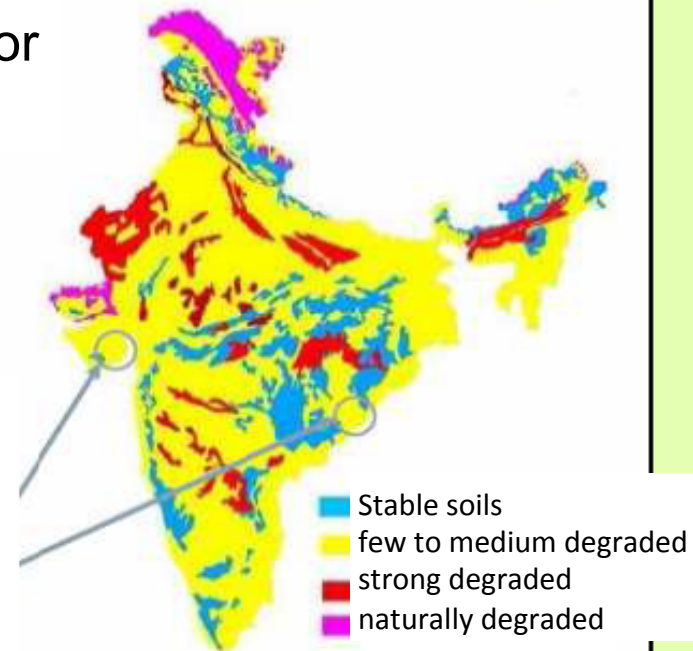 or
Stable soils
few to medium degraded
strong degraded
naturally degraded